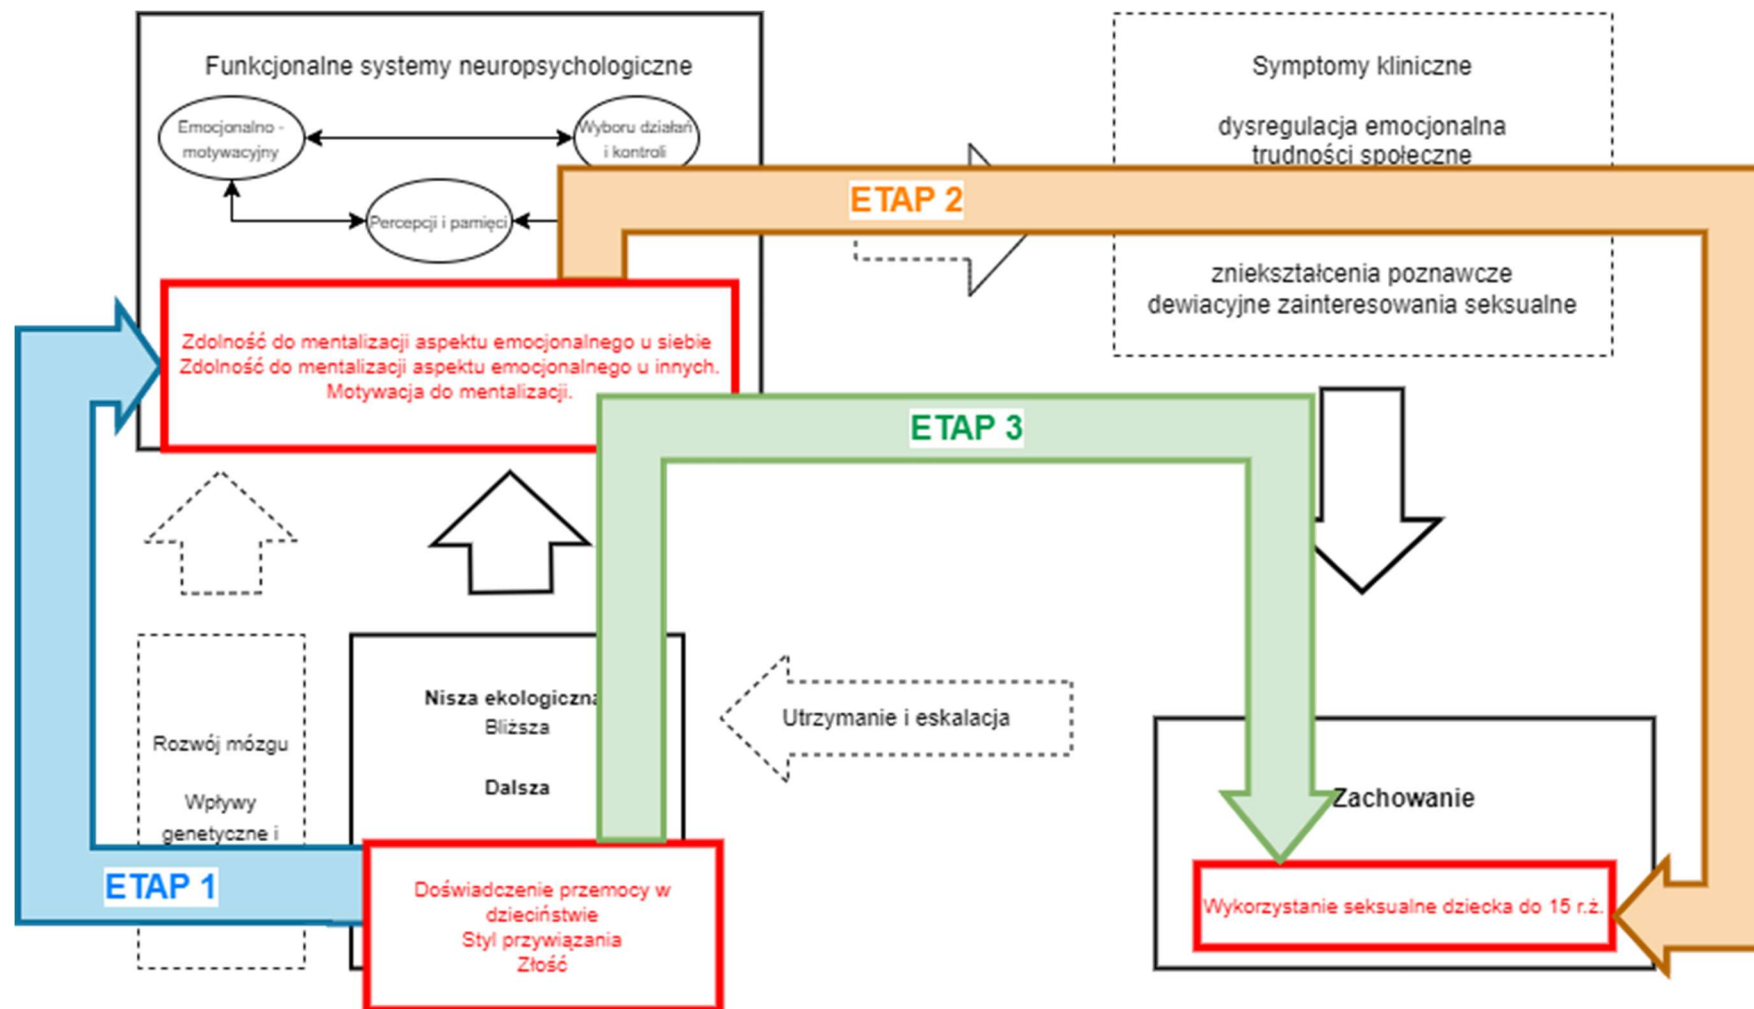 Funkcjonalne systemy neuropsychologiczne
Emocjonalno -
motywacyjny
Wyboru działań
i kontroli
Percepcji i pamięci
Symptomy kliniczne
dysregulacja emocjonalna
trudności społeczne
zniekształcenia poznawcze
dewiacyjne zainteresowania seksualne
ETAP 2
Zdolność do mentalizacji aspektu emocjonalnego u siebie
Zdolność do mentalizacji aspektu emocjonalnego u innych.
Motywacja do mentalizacji.
ETAP 3
Rozwój mózgu
Wpływy
genetyczne i
Nisza ekologiczna
Bliższa
Dalsza
Utrzymanie i eskalacja
Zachowanie
ETAP 1
Doświadczenie przemocy w
dzieciństwie
Styl przywiązania
Złość
Wykorzystanie seksualne dziecka do 15 r.ż.